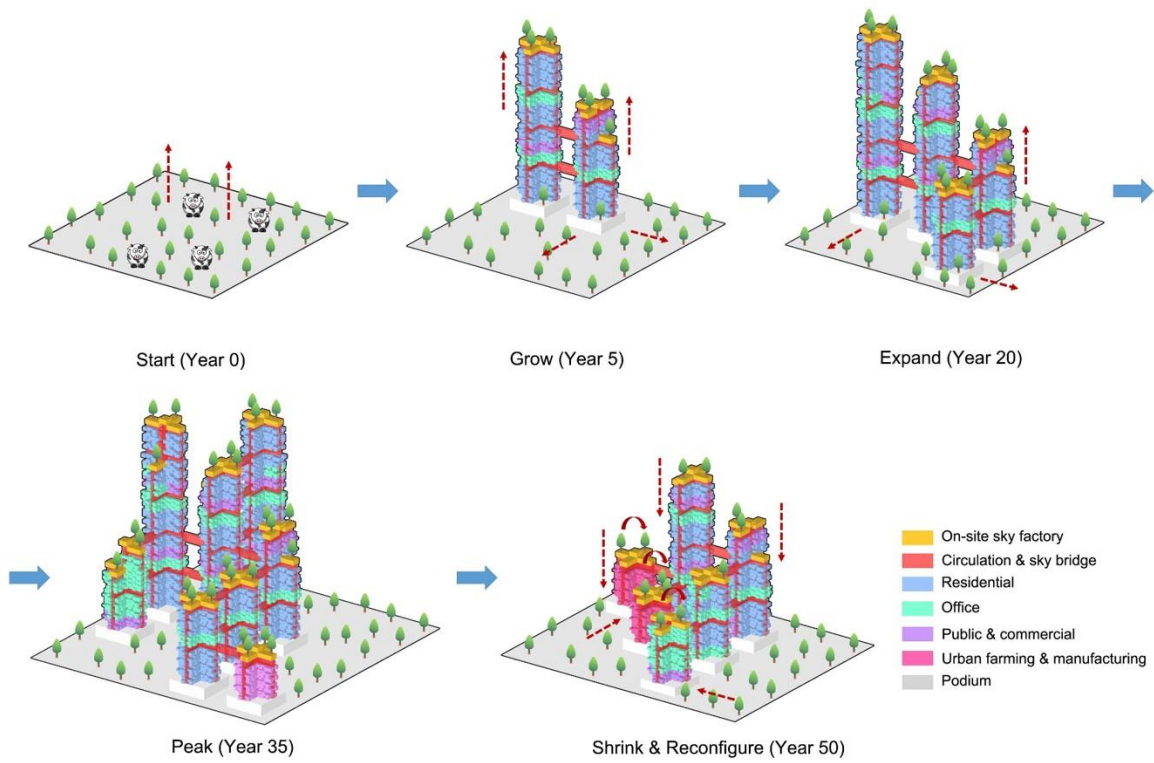 Start (Year 0)
Grow (Year 5)
Expand (Year 20)
Peak (Year 35)
Shrink & Reconfigure (Year 50)
On-site sky factory
Circulation & sky bridge
Residential
Office
Public & commercial
Urban farming & manufacturing
Podium